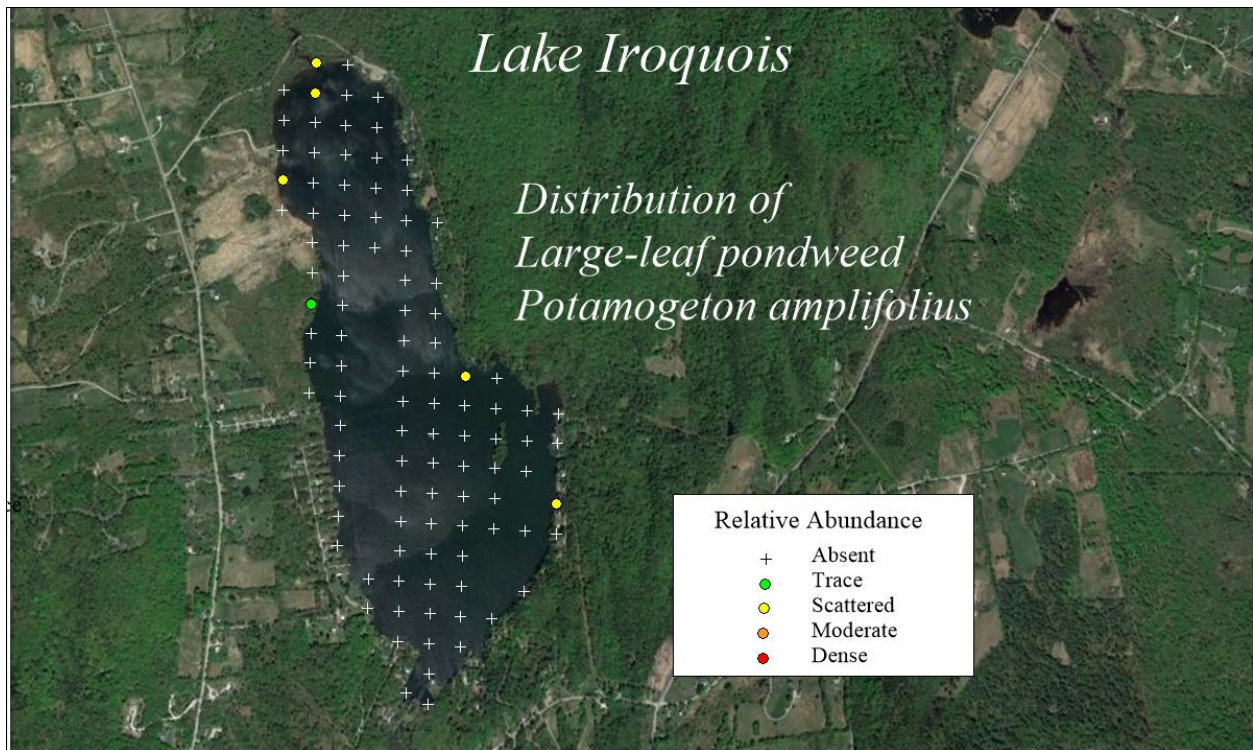 Lake Iroquois
Distribution of
Large-leaf pondweed
Potamogeton amplifolius
Relative Abundance
Absent
Trace
Scattered
Moderate
Dense